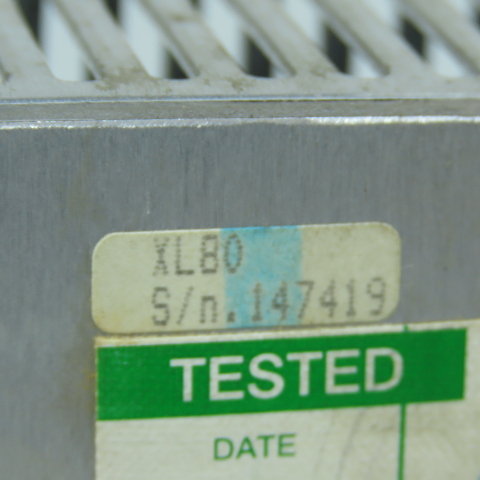 XL80
S/n.147419
TESTED
DATE